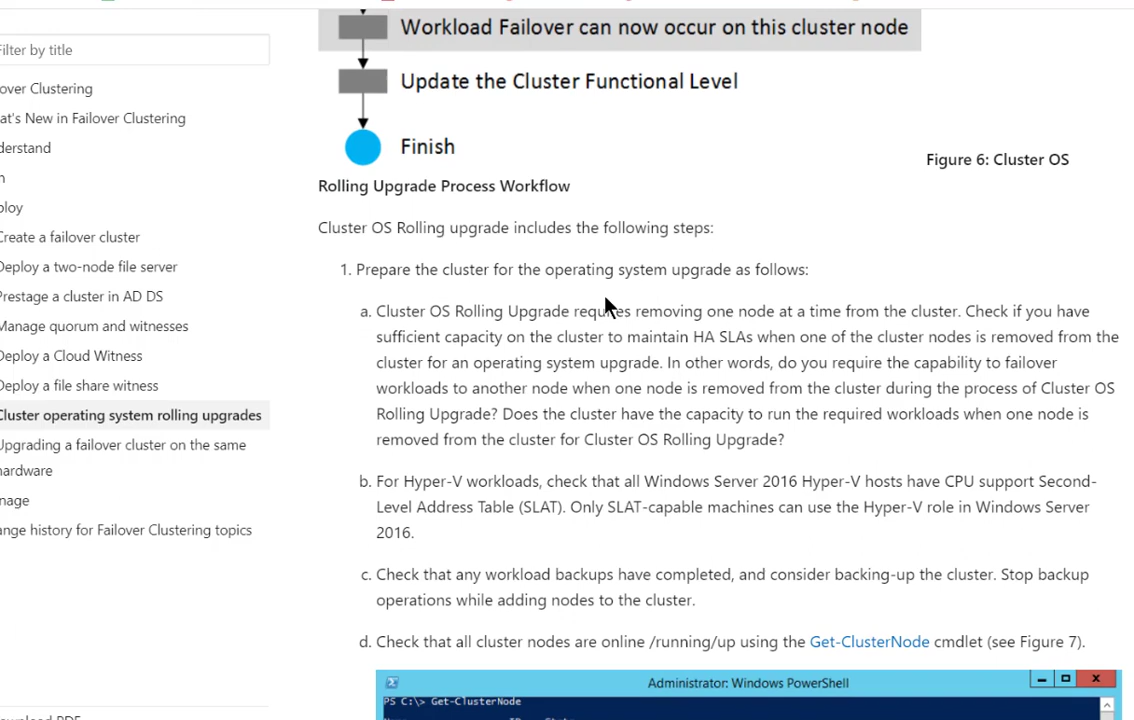 Workload Failover can now occur on this cluster node
Update the Cluster Functional Level
Finish
Figure 6: Cluster OS
Rolling Upgrade Process Workflow
Filter by title
over Clustering
at's New in Failover Clustering
derstand
n
ploy
Create a failover cluster
Deploy a two-node file server
Prestage a cluster in AD DS
Manage quorum and witnesses
Deploy a Cloud Witness
Deploy a file share witness
Cluster operating system rolling upgrades
Upgrading a failover cluster on the same
hardware
nage
ange history for Failover Clustering topics
Cluster OS Rolling upgrade includes the following steps:
1. Prepare the cluster for the operating system upgrade as follows:
a. Cluster OS Rolling Upgrade requires removing one node at a time from the cluster. Check if you have
sufficient capacity on the cluster to maintain HA SLAs when one of the cluster nodes is removed from the
cluster for an operating system upgrade. In other words, do you require the capability to failover
workloads to another node when one node is removed from the cluster during the process of Cluster OS
Rolling Upgrade? Does the cluster have the capacity to run the required workloads when one node is
removed from the cluster for Cluster OS Rolling Upgrade?
b. For Hyper-V workloads, check that all Windows Server 2016 Hyper-V hosts have CPU support Second-
Level Address Table (SLAT). Only SLAT-capable machines can use the Hyper-V role in Windows Server
2016.
c. Check that any workload backups have completed, and consider backing-up the cluster. Stop backup
operations while adding nodes to the cluster.
d. Check that all cluster nodes are online /running/up using the Get-ClusterNode cmdlet (see Figure 7).
Administrator: Windows PowerShell
PS C:\> Get-ClusterNode